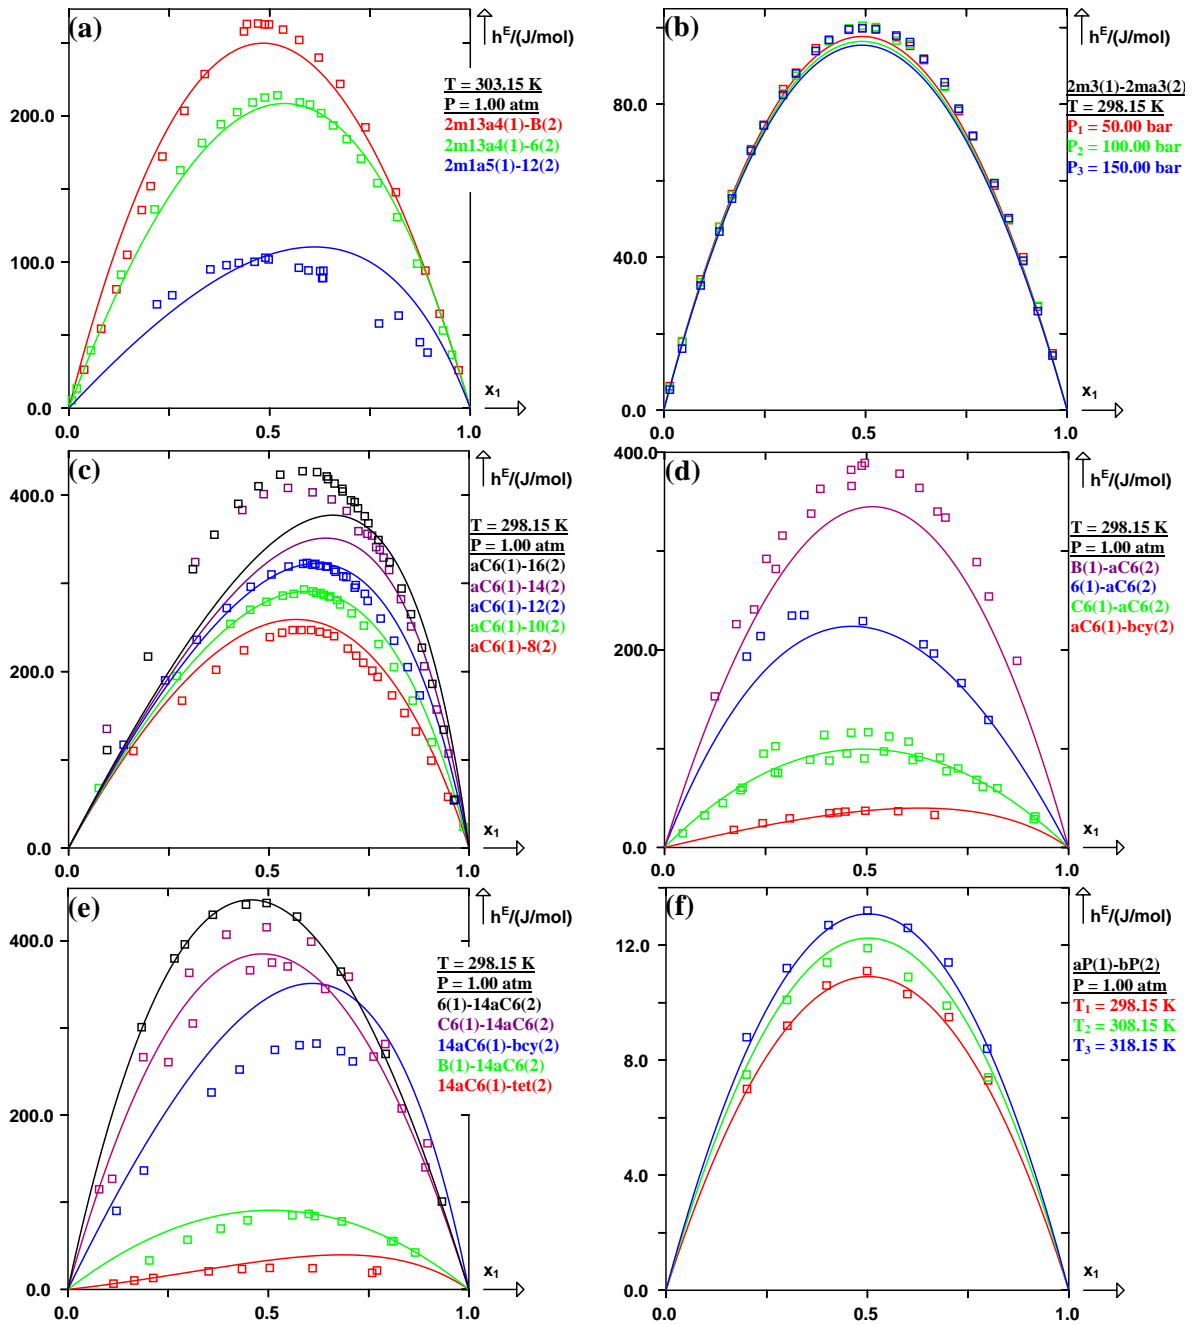 (a)
hE/(J/mol)
T = 303.15 K
P = 1.00 atm
2m13a4(1)-B(2)
2m13a4(1)-6(2)
2m1a5(1)-12(2)
200.0
100.0
0.0
x1
0.0 0.5 1.0
(b)
hE/(J/mol)
2m3(1)-2ma3(2)
T = 298.15 K
P1 = 50.00 bar
P2 = 100.00 bar
P3 = 150.00 bar
80.0
40.0
0.0
x1
0.0 0.5 1.0
(c)
hE/(J/mol)
T = 298.15 K
P = 1.00 atm
aC6(1)-16(2)
aC6(1)-14(2)
aC6(1)-12(2)
aC6(1)-10(2)
aC6(1)-8(2)
400.0
200.0
0.0
x1
0.0 0.5 1.0
(d)
hE/(J/mol)
T = 298.15 K
P = 1.00 atm
B(1)-aC6(2)
6(1)-aC6(2)
C6(1)-aC6(2)
aC6(1)-bcy(2)
400.0
200.0
0.0
x1
0.0 0.5 1.0
(e)
hE/(J/mol)
T = 298.15 K
P = 1.00 atm
6(1)-14aC6(2)
C6(1)-14aC6(2)
14aC6(1)-bcy(2)
B(1)-14aC6(2)
14aC6(1)-tet(2)
400.0
200.0
0.0
x1
0.0 0.5 1.0
(f)
hE/(J/mol)
aP(1)-bP(2)
P = 1.00 atm
T1 = 298.15 K
T2 = 308.15 K
T3 = 318.15 K
12.0
8.0
4.0
0.0
x1
0.0 0.5 1.0